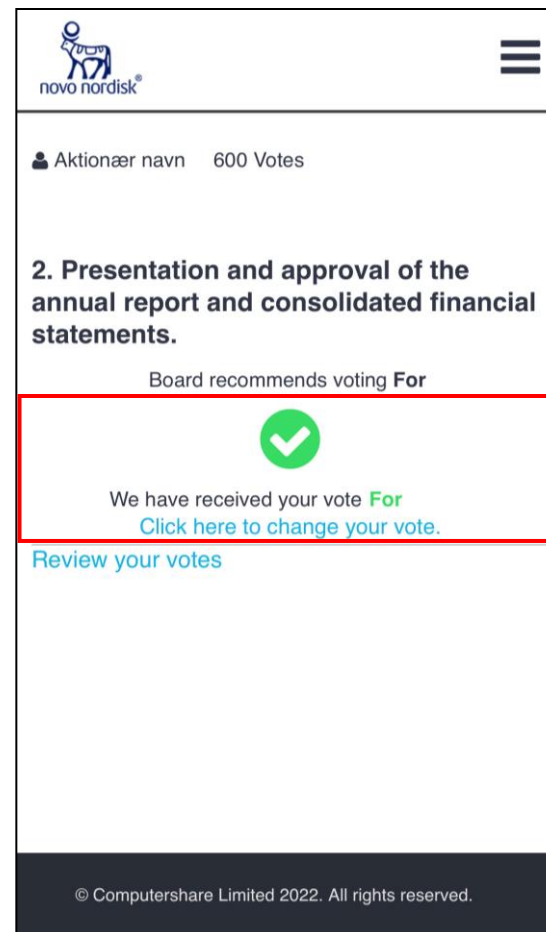 novo nordisk®
Aktionær navn 600 Votes
2. Presentation and approval of the
annual report and consolidated financial
statements.
Board recommends voting For
We have received your vote For
Click here to change your vote.
Review your votes
© Computershare Limited 2022. All rights reserved.